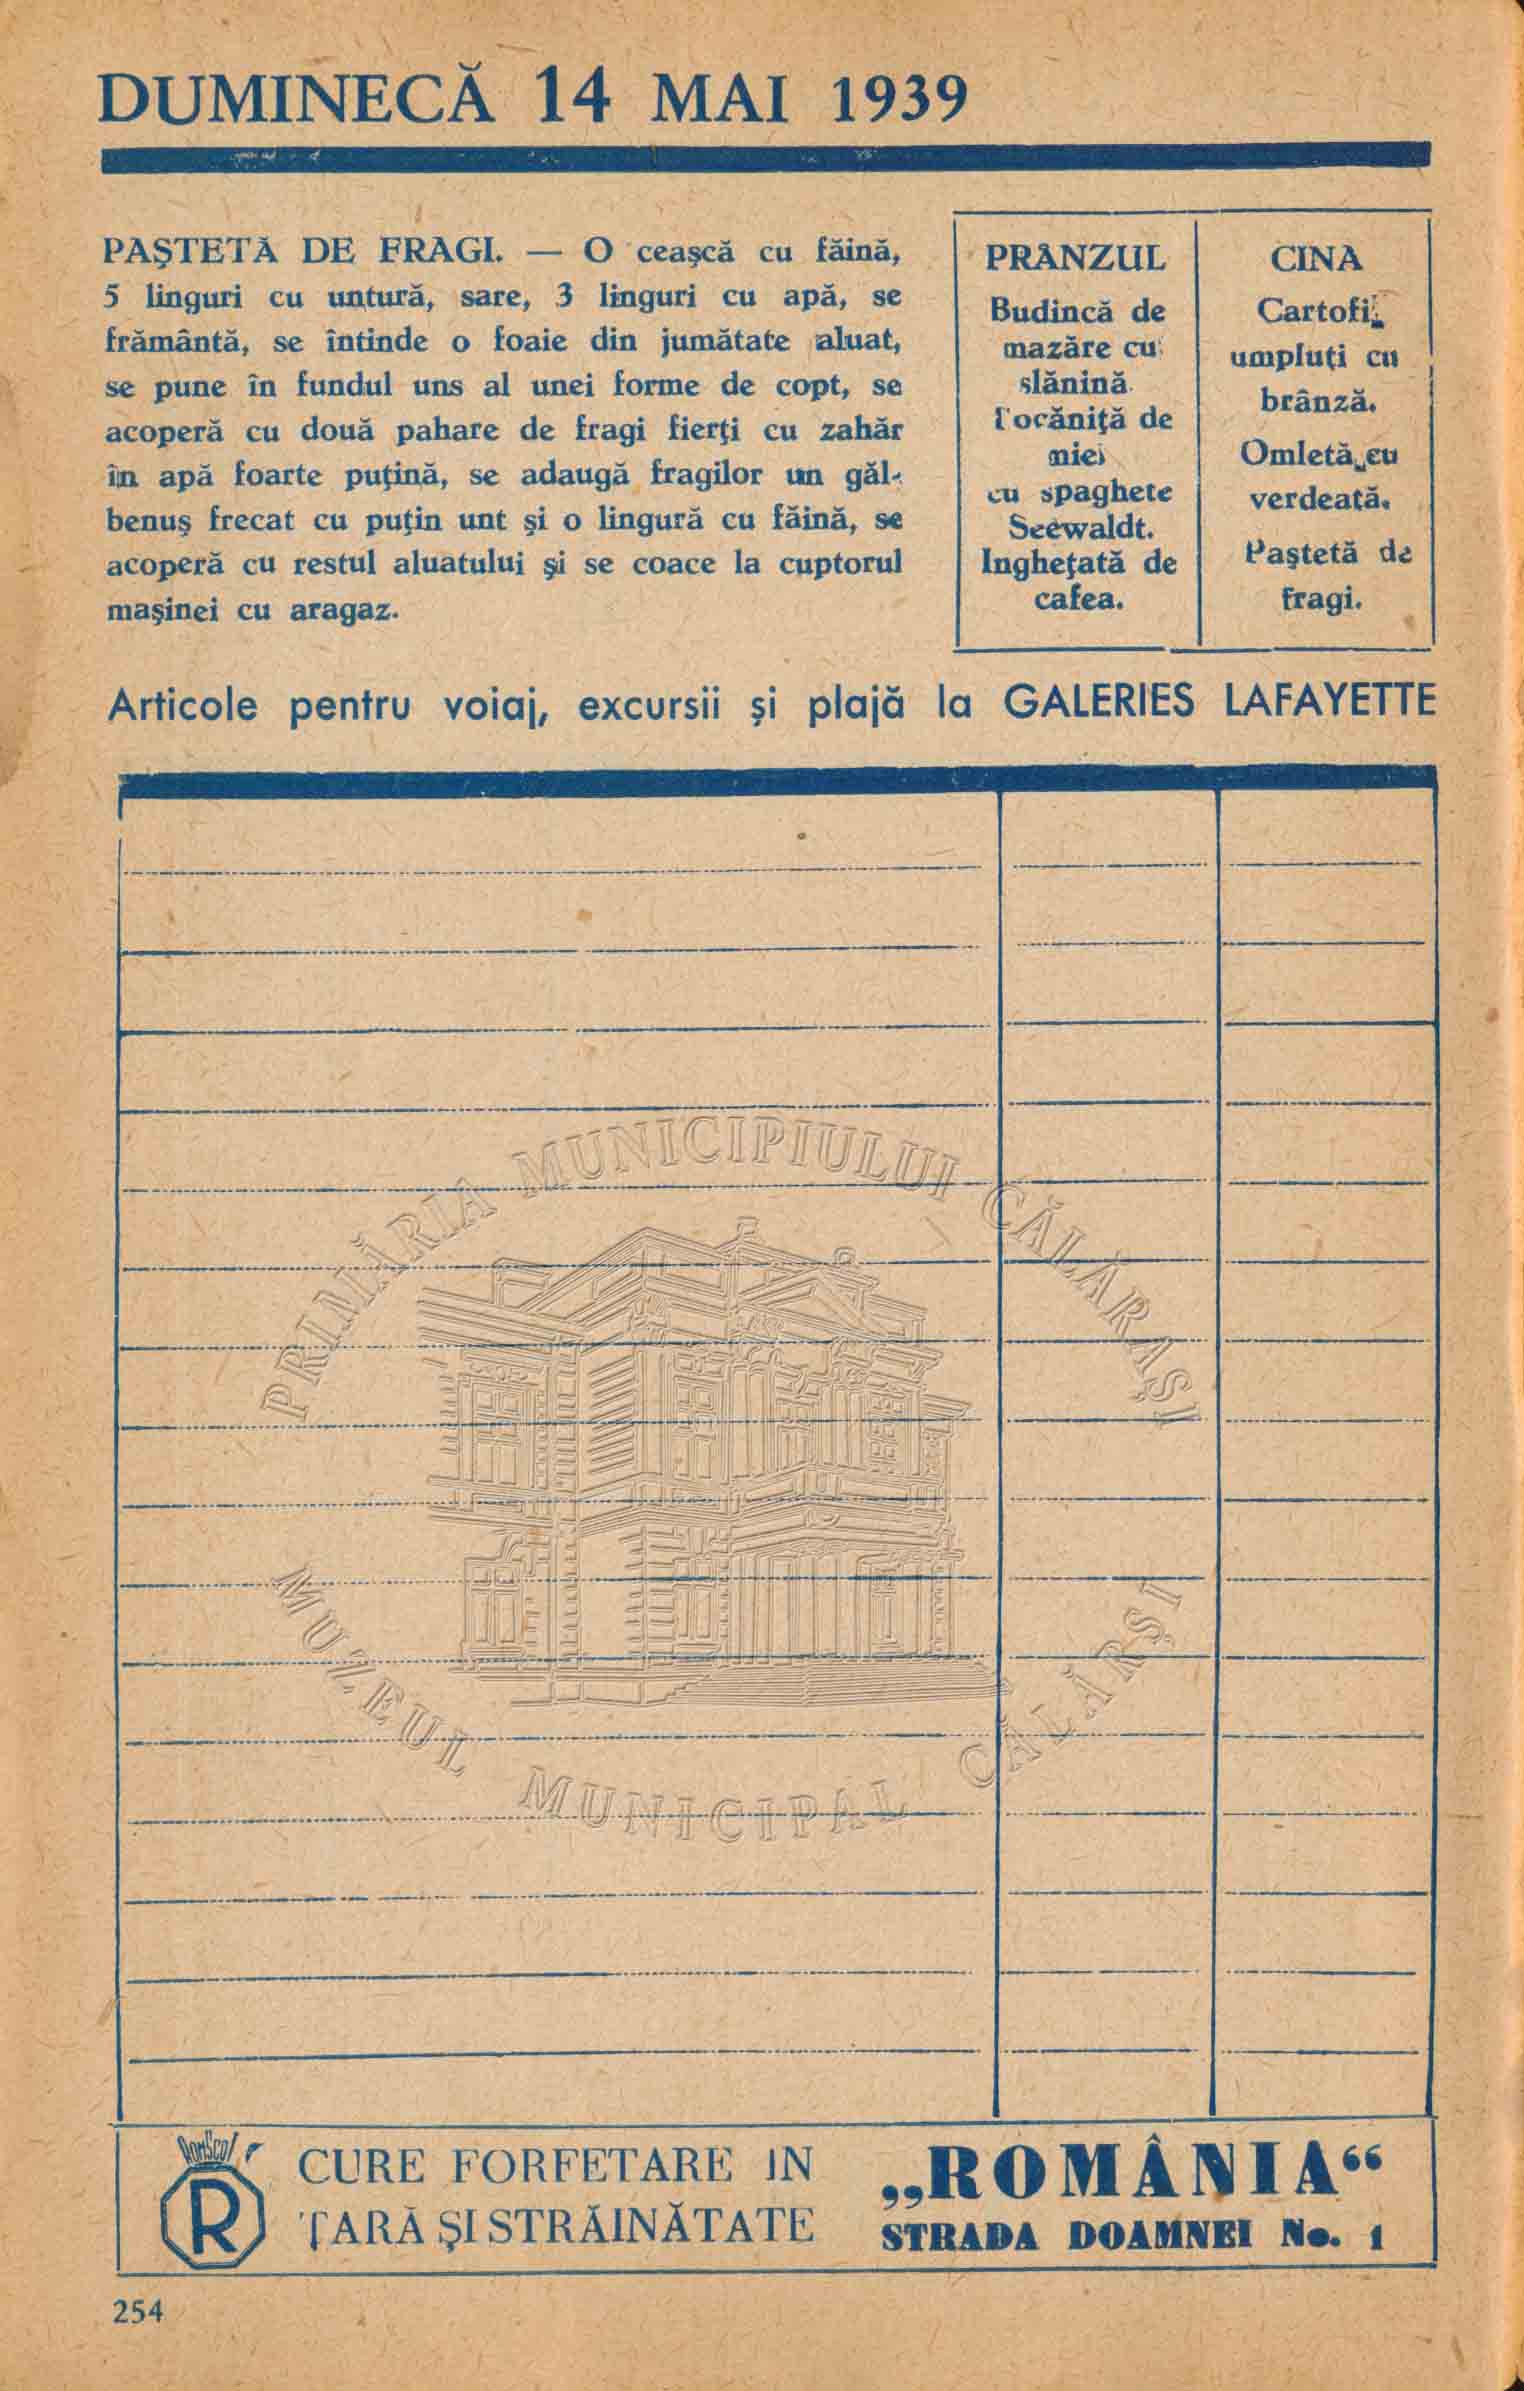 DUMINECĂ 14 MAI 1939
PAȘTETĂ DE FRAGI. — O ceaşcă cu făină,
5 linguri cu untură, sare, 3 linguri cu apă, se
frământă, se întinde o foaie din jumătate aluat,
se pune în fundul uns al unei forme de copt, se
acoperă cu două pahare de fragi fierţi cu zahăr
în apă foarte puţină, se adaugă fragilor un găl-
benuş frecat cu puţin unt şi o lingură cu făină, se
acoperă cu restul aluatului şi se coace la cuptorul
maşinei cu aragaz.
PRÂNZUL
Budincă de
mazăre cu
slănină.
Tocăniţă de
miel
cu spaghete
Seewaldt.
Inghețată de
cafea.
CINA
Cartofi
umpluţi cu
brânză.
Omletă cu
verdeaţă.
Paştetă de
fragi.
Articole pentru voiaj, excursii şi plajă la GALERIES LAFAYETTE
PRIMĂRIA MUNICIPIULUI CĂLĂRAȘI
MUZEUL MUNICIPAL CĂLĂRȘI
ROMSCOT
R
CURE FORFETARE IN
ŢARĂ ŞI STRĂINĂTATE
„ROMÂNIA“
STRADA DOAMNEI No. 1
254